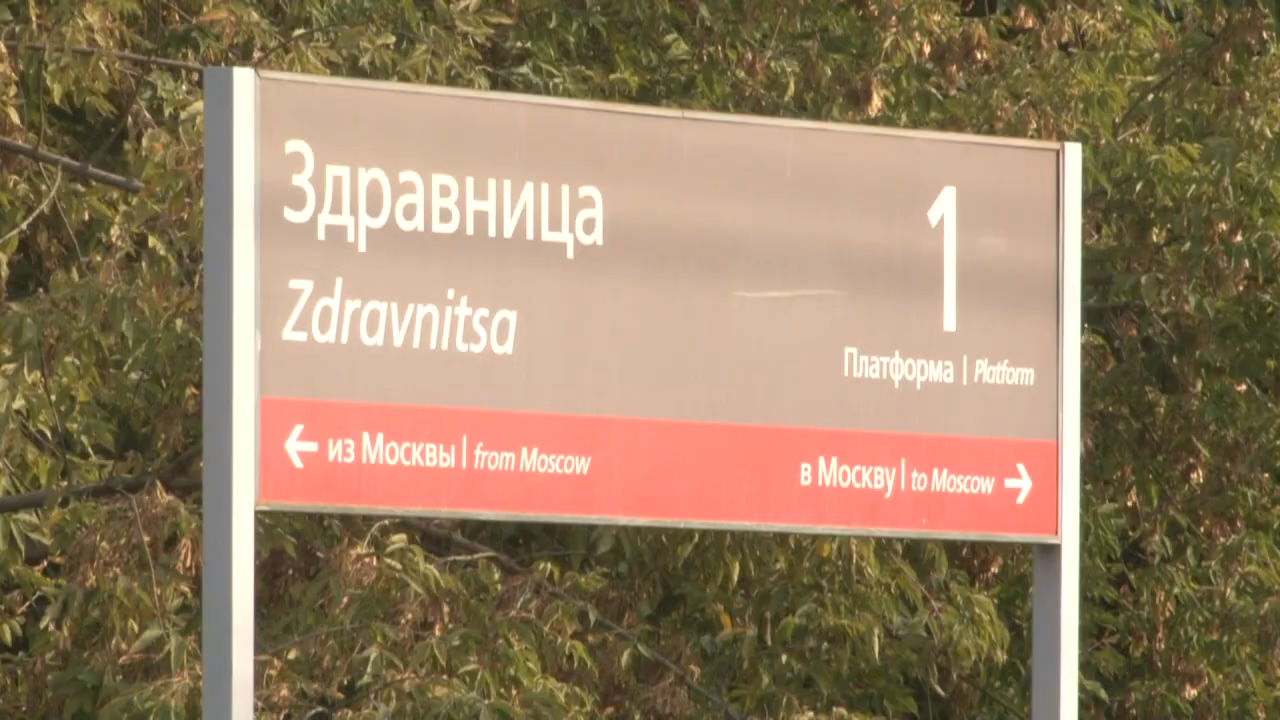 Здравница
Zdravnitsa
1
Платформа | Platform
← из Москвы | from Moscow
в Москву | to Moscow →